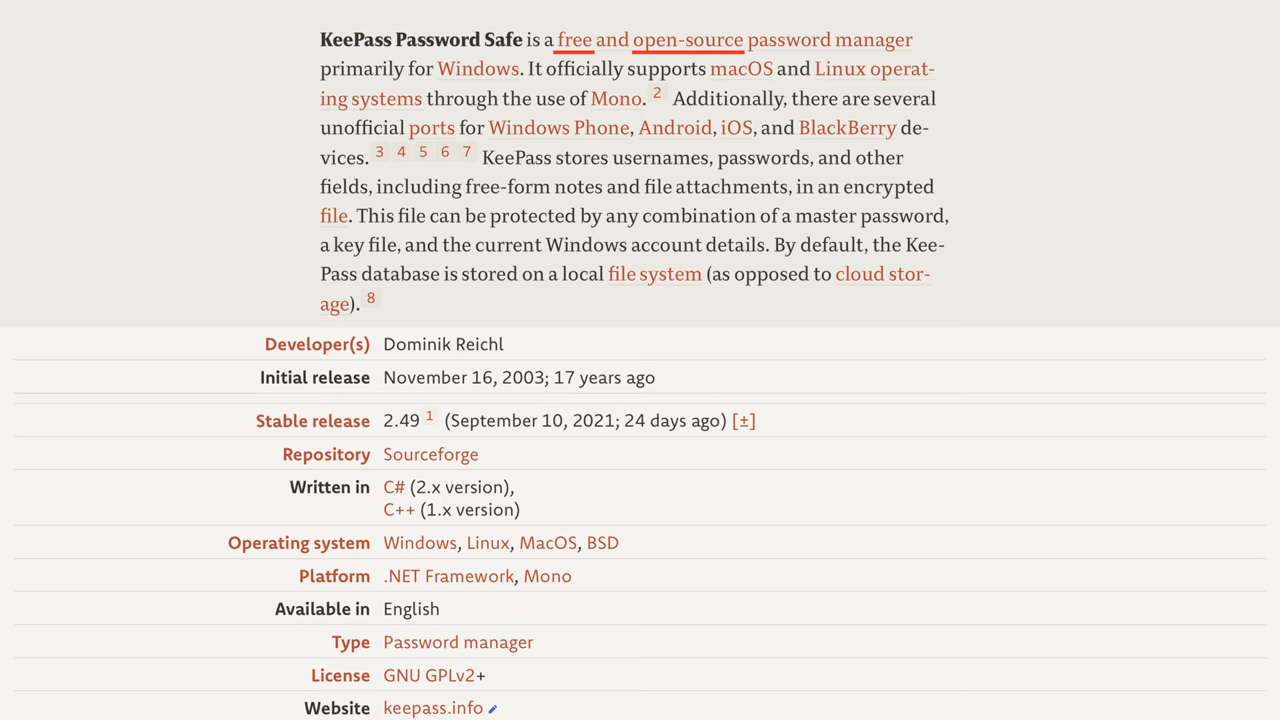 KeePass Password Safe is a free and open-source password manager
primarily for Windows. It officially supports macOS and Linux operat-
ing systems through the use of Mono. 2 Additionally, there are several
unofficial ports for Windows Phone, Android, iOS, and BlackBerry de-
vices. 3 4 5 6 7 KeePass stores usernames, passwords, and other
fields, including free-form notes and file attachments, in an encrypted
file. This file can be protected by any combination of a master password,
a key file, and the current Windows account details. By default, the Kee-
Pass database is stored on a local file system (as opposed to cloud stor-
age). 8
Developer(s) Dominik Reichl
Initial release November 16, 2003; 17 years ago
Stable release 2.49 1 (September 10, 2021; 24 days ago) [±]
Repository Sourceforge
Written in C# (2.x version),
C++ (1.x version)
Operating system Windows, Linux, MacOS, BSD
Platform .NET Framework, Mono
Available in English
Type Password manager
License GNU GPLv2+
Website keepass.info